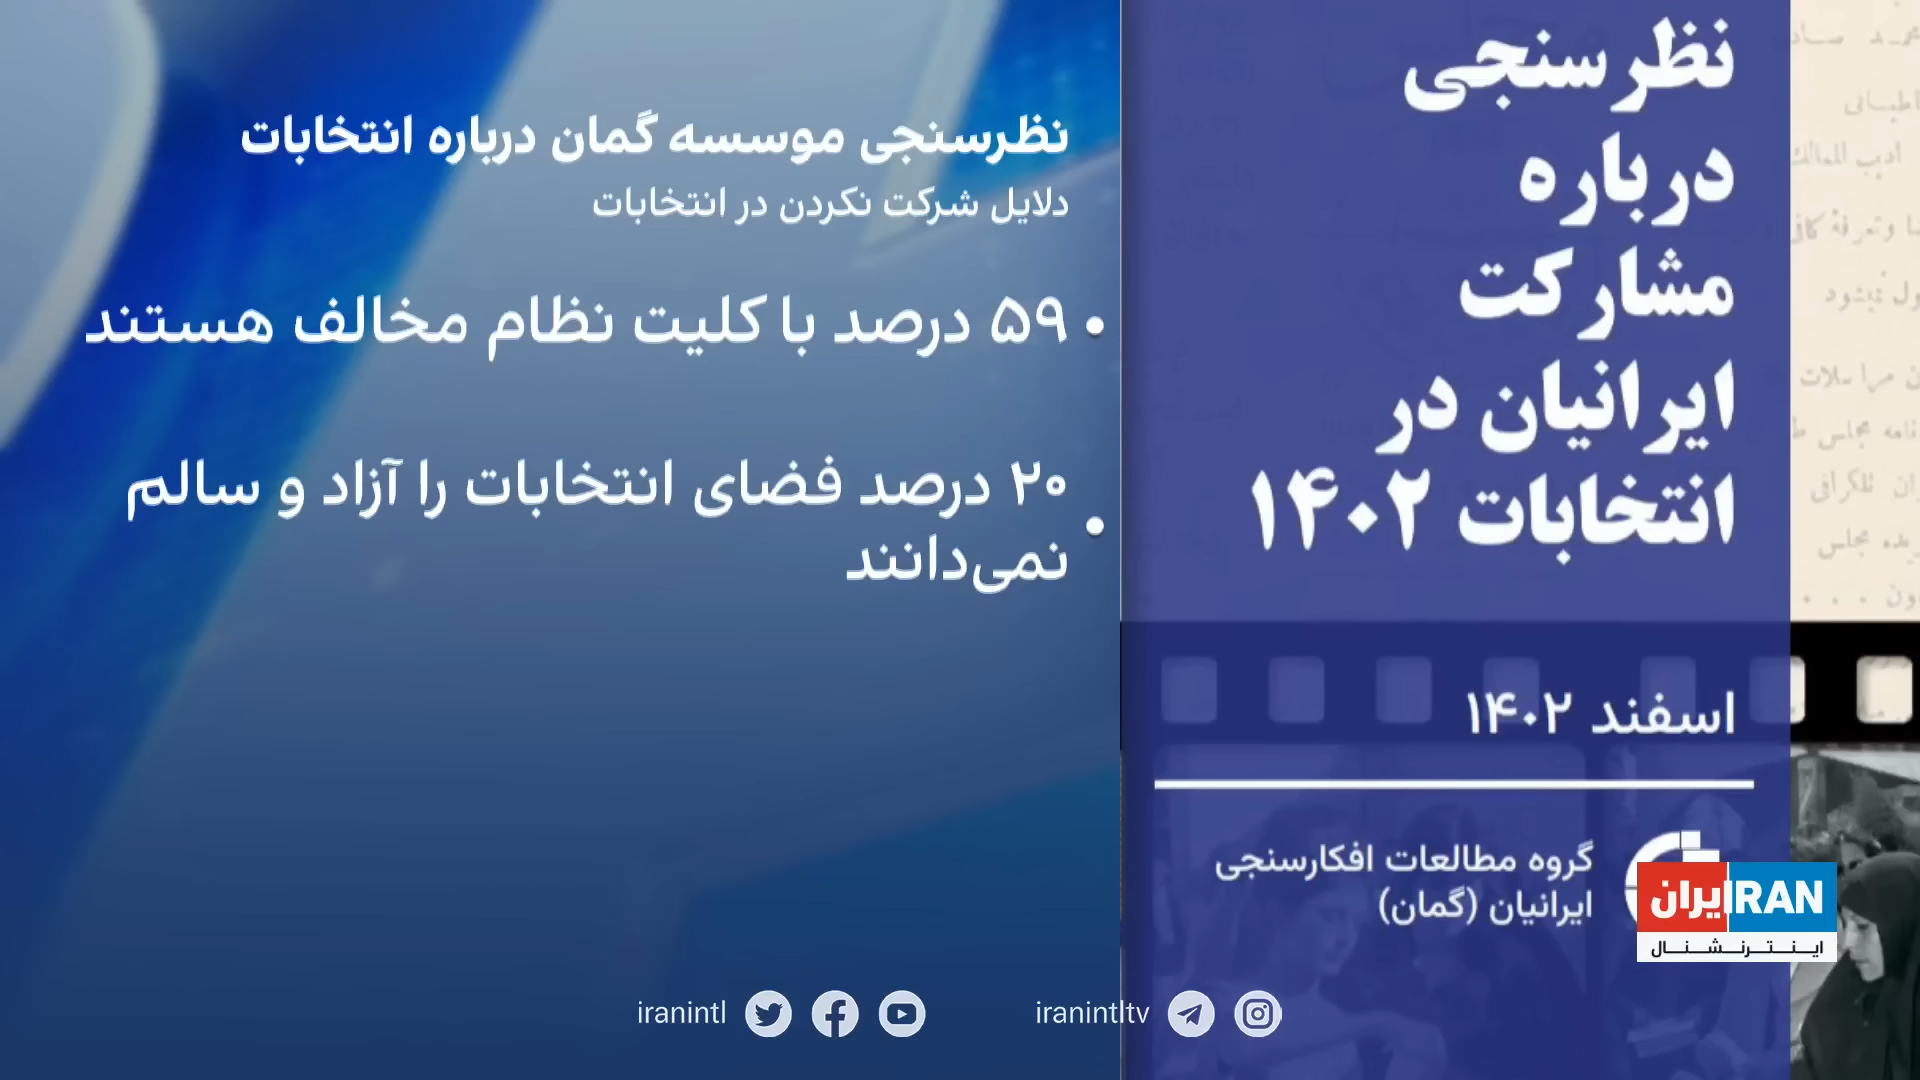 نظرسنجی
درباره
مشارکت
ایرانیان در
انتخابات ۱۴۰۲
اسفند ۱۴۰۲
گروه مطالعات افکارسنجی
ایرانیان (گمان)
نظرسنجی موسسه گمان درباره انتخابات
دلایل شرکت نکردن در انتخابات
• ۵۹ درصد با کلیت نظام مخالف هستند
• ۲۰ درصد فضای انتخابات را آزاد و سالم
نمی‌دانند
ایران IRAN
اینترنشنال
iranintl
iranintltv